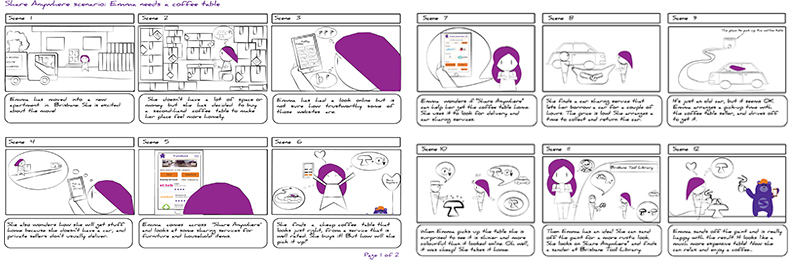 Share Anywhere scenario: Emma needs a coffee table
Scene 1
Emma has moved into a new
apartment in Brisbane. She is excited
about the move!
Scene 2
She doesn't have a lot of space or
money but she has decided to buy
a second-hand coffee table to make
her place feel more homely.
Scene 3
Emma has had a look online but is
not sure how trustworthy some of
those websites are.
Scene 4
She also wonders how she will get stuff
home because she doesn't have a car, and
private sellers don't usually deliver.
Scene 5
Emma comes across "Share Anywhere"
and looks at some sharing services for
furniture and household items.
Scene 6
She finds a cheap coffee table that
looks just right, from a service that is
well rated. She buys it! But how will she
pick it up?
Page 1 of 2
Scene 7
Emma wonders if "Share Anywhere"
can help her get the coffee table home.
She uses it to look for delivery and
car sharing services.
Scene 8
She finds a car sharing service that
lets her borrow a car for a couple of
hours. The price is low! She arranges a
time to collect and return the car.
Scene 9
The place to pick up the coffee table
It's just an old car, but it seems OK.
Emma arranges a pick-up time with
the coffee table seller, and drives off
to get it.
Scene 10
When Emma picks up the table she is
surprised to see it is shinier and more
colourful than it looked online. Oh well,
it was cheap! She takes it home.
Scene 11
Brisbane Tool Library
Then Emma has an idea! She can sand
off the paint for a more rustic look.
She looks on Share Anywhere and finds
a sander at Brisbane Tool Library.
Scene 12
Emma sands off the paint and is really
happy with the result. It looks like a
much more expensive table! Now she
can relax and enjoy a coffee...